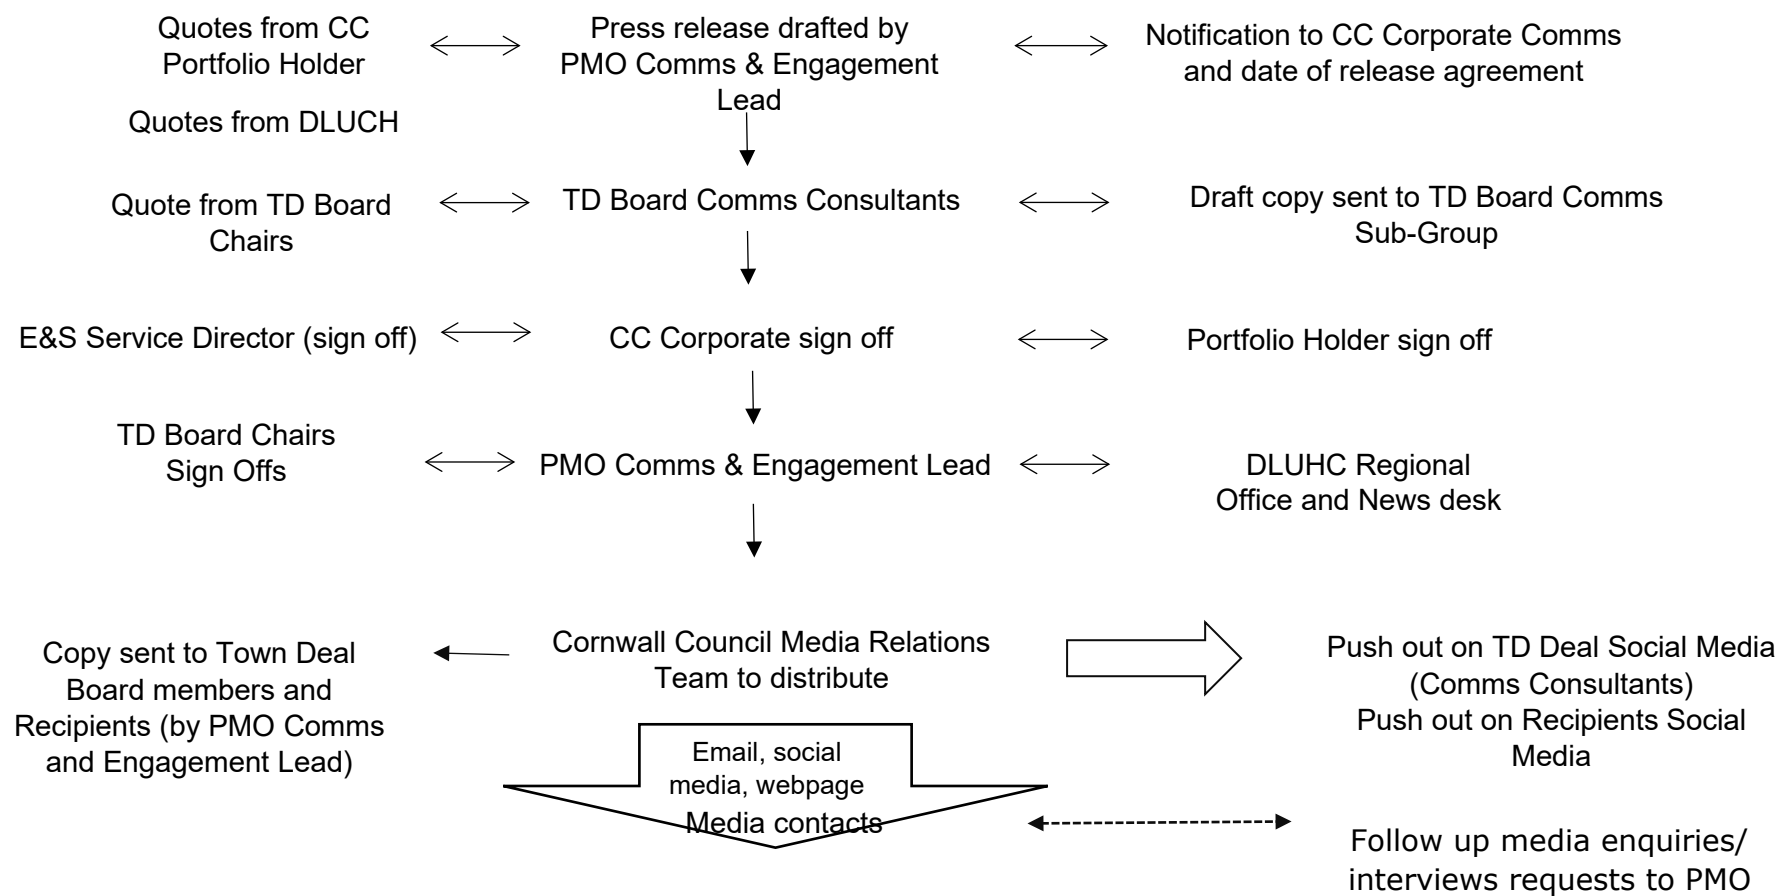 Quotes from CC
Portfolio Holder
Quotes from DLUCH
Press release drafted by
PMO Comms & Engagement
Lead
Notification to CC Corporate Comms
and date of release agreement
Quote from TD Board
Chairs
TD Board Comms Consultants
Draft copy sent to TD Board Comms
Sub-Group
E&S Service Director (sign off)
CC Corporate sign off
Portfolio Holder sign off
TD Board Chairs
Sign Offs
PMO Comms & Engagement Lead
DLUHC Regional
Office and News desk
Copy sent to Town Deal
Board members and
Recipients (by PMO Comms
and Engagement Lead)
Cornwall Council Media Relations
Team to distribute
Push out on TD Deal Social Media
(Comms Consultants)
Push out on Recipients Social
Media
Email, social
media, webpage
Media contacts
Follow up media enquiries/
interviews requests to PMO